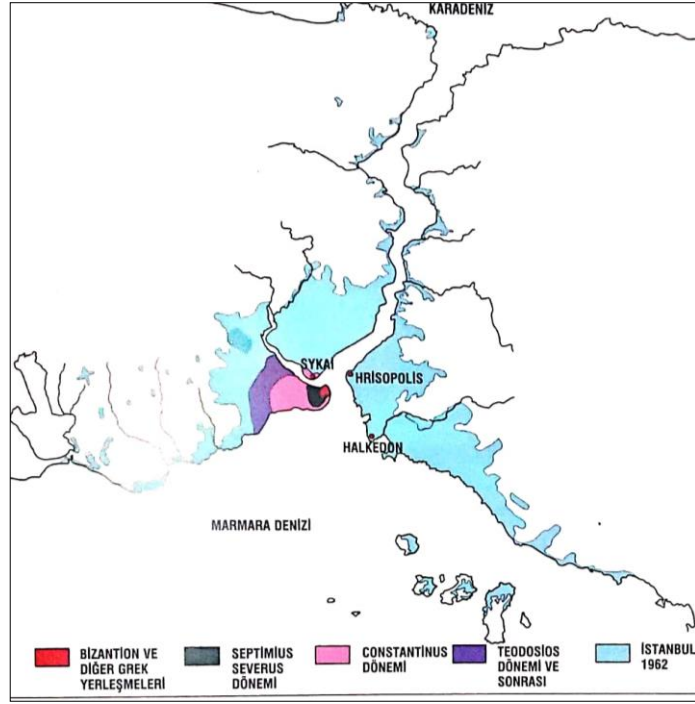 KARADENİZ
SYKAI
HRİSOPOLİS
HALKEDON
MARMARA DENİZİ
BİZANTİON VE
DİĞER GREK
YERLEŞMELERİ
SEPTİMİUS
SEVERUS
DÖNEMİ
CONSTANTİNUS
DÖNEMİ
TEODOSİOS
DÖNEMİ VE
SONRASI
İSTANBUL
1962